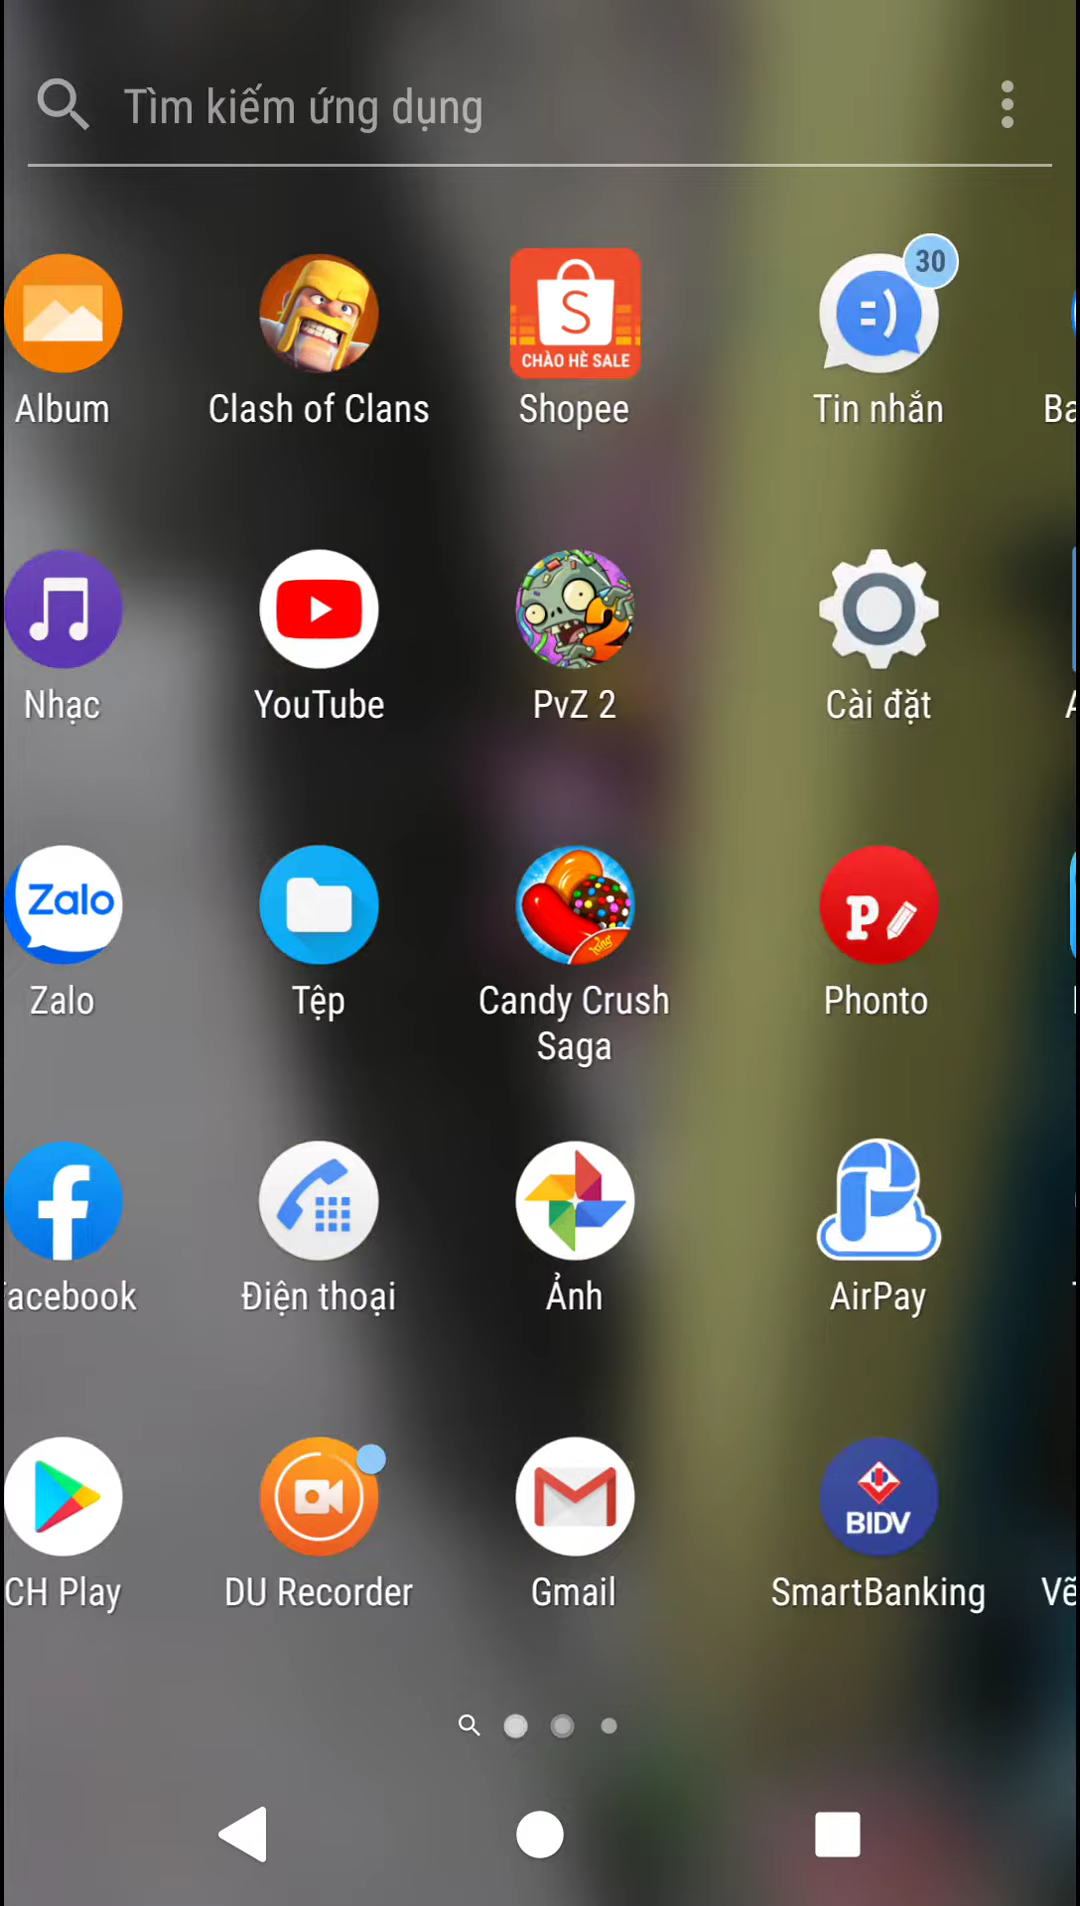 Tìm kiếm ứng dụng
30
CHÀO HÈ SALE
Album
Clash of Clans
Shopee
Tin nhắn
Ba
Nhạc
YouTube
2
PvZ 2
Cài đặt
Zalo
King
P
Zalo
Tệp
Candy Crush
Saga
Phonto
acebook
Điện thoại
Ảnh
AirPay
BIDV
CH Play
DU Recorder
Gmail
SmartBanking
Vẽ